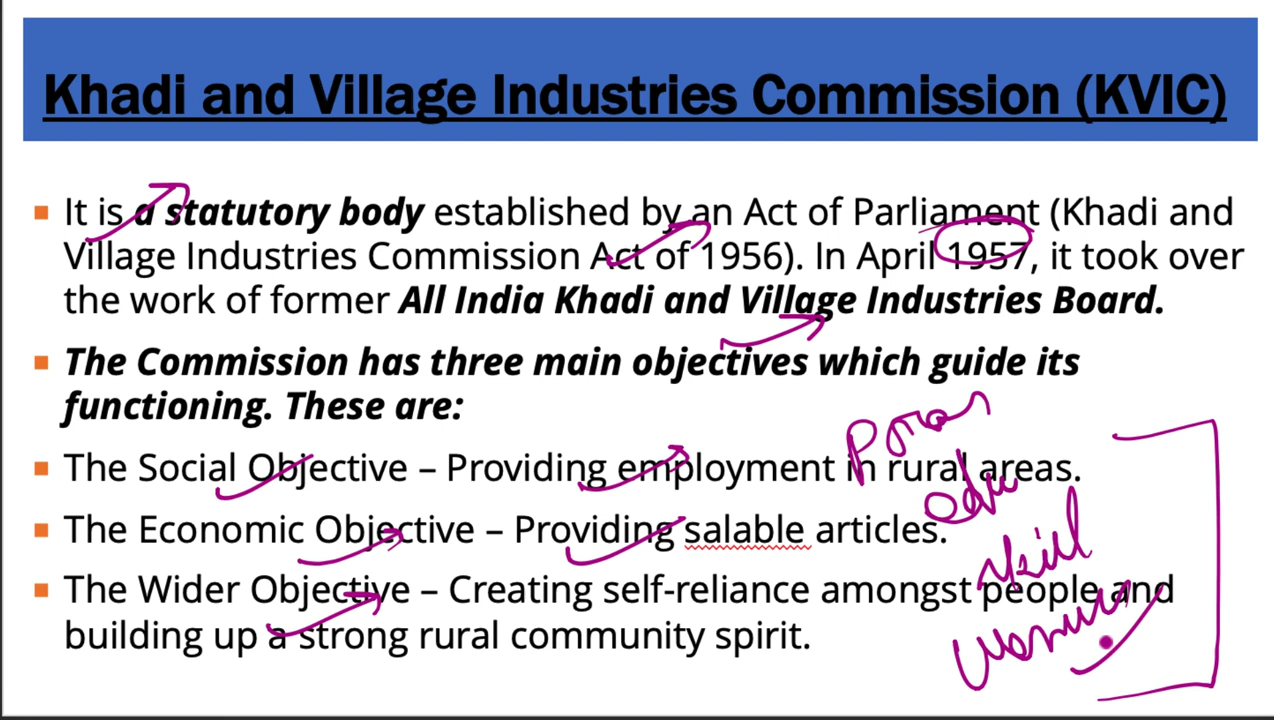 Khadi and Village Industries Commission (KVIC)
It is a statutory body established by an Act of Parliament (Khadi and
Village Industries Commission Act of 1956). In April 1957, it took over
the work of former All India Khadi and Village Industries Board.
The Commission has three main objectives which guide its
functioning. These are:
The Social Objective – Providing employment in rural areas.
The Economic Objective – Providing salable articles.
The Wider Objective – Creating self-reliance amongst people and
building up a strong rural community spirit.
edu
skill